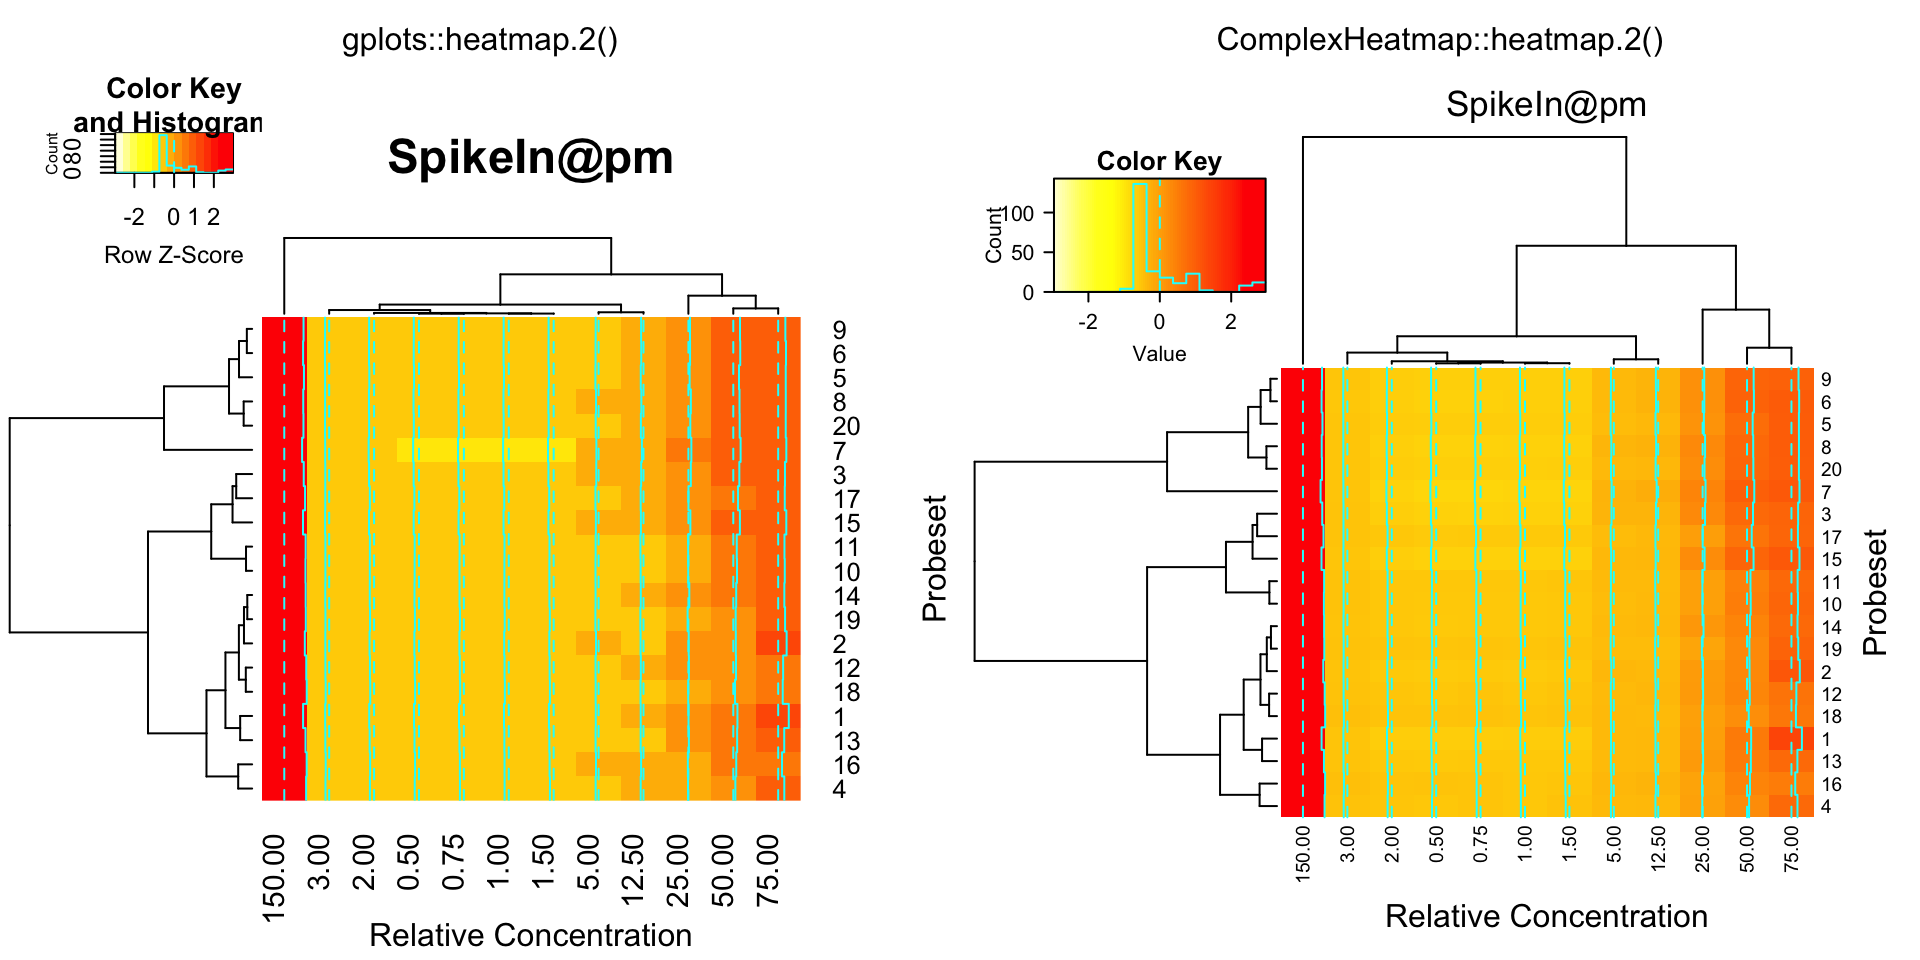 gplots::heatmap.2()
Color Key
and Histogran
Count
0 80
-2 0 1 2
Row Z-Score
SpikeIn@pm
9
6
5
8
20
7
3
17
15
11
10
14
19
2
12
18
1
13
16
4
150.00 3.00 2.00 0.50 0.75 1.00 1.50 5.00 12.50 25.00 50.00 75.00
Relative Concentration
Probeset
ComplexHeatmap::heatmap.2()
SpikeIn@pm
Color Key
Count
100
50
0
-2 0 2
Value
9
6
5
8
20
7
3
17
15
11
10
14
19
2
12
18
1
13
16
4
150.00 3.00 2.00 0.50 0.75 1.00 1.50 5.00 12.50 25.00 50.00 75.00
Relative Concentration
Probeset